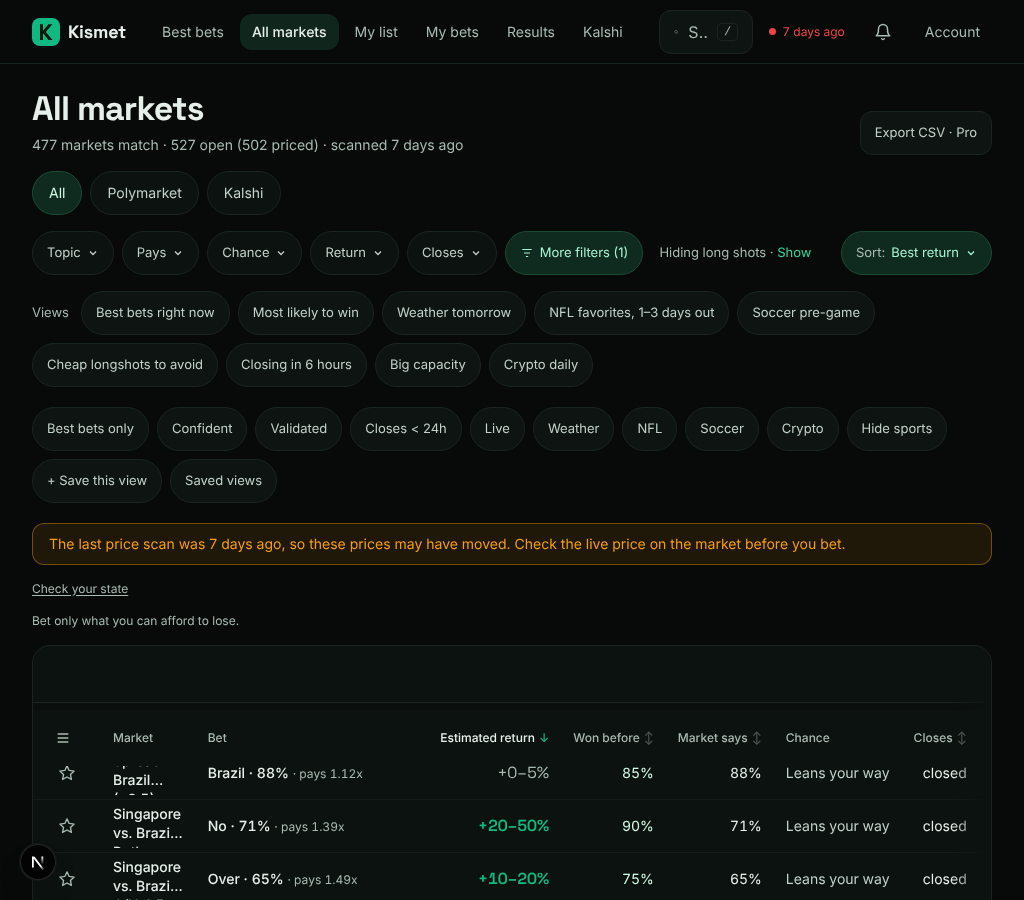 Kismet Best bets All markets My list My bets Results Kalshi S.. / 7 days ago Account
All markets
477 markets match · 527 open (502 priced) · scanned 7 days ago
Export CSV · Pro
All Polymarket Kalshi
Topic Pays Chance Return Closes More filters (1) Hiding long shots · Show Sort: Best return
Views Best bets right now Most likely to win Weather tomorrow NFL favorites, 1–3 days out Soccer pre-game
Cheap longshots to avoid Closing in 6 hours Big capacity Crypto daily
Best bets only Confident Validated Closes < 24h Live Weather NFL Soccer Crypto Hide sports
+ Save this view Saved views
The last price scan was 7 days ago, so these prices may have moved. Check the live price on the market before you bet.
Check your state
Bet only what you can afford to lose.
Market Bet Estimated return Won before Market says Chance Closes
Brazil... Brazil · 88% · pays 1.12x +0–5% 85% 88% Leans your way closed
Singapore
vs. Brazi... No · 71% · pays 1.39x +20–50% 90% 71% Leans your way closed
Singapore
vs. Brazi... Over · 65% · pays 1.49x +10–20% 75% 65% Leans your way closed